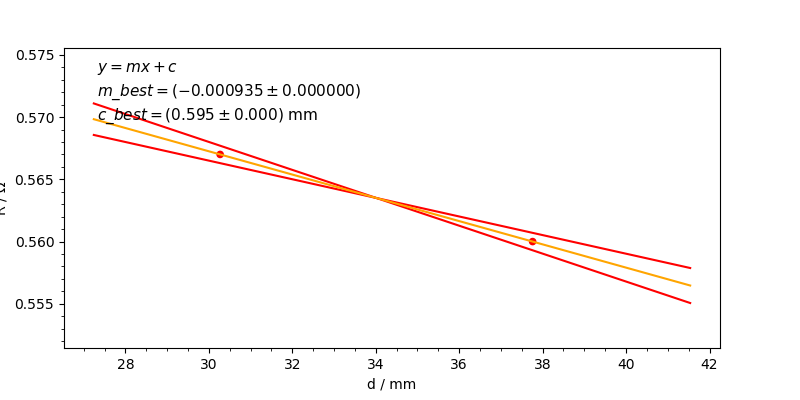 y = mx + c
m_best = (−0.000935 ± 0.000000)
c_best = (0.595 ± 0.000) mm
0.575
0.570
0.565
0.560
0.555
28 30 32 34 36 38 40 42
d / mm
R / Ω